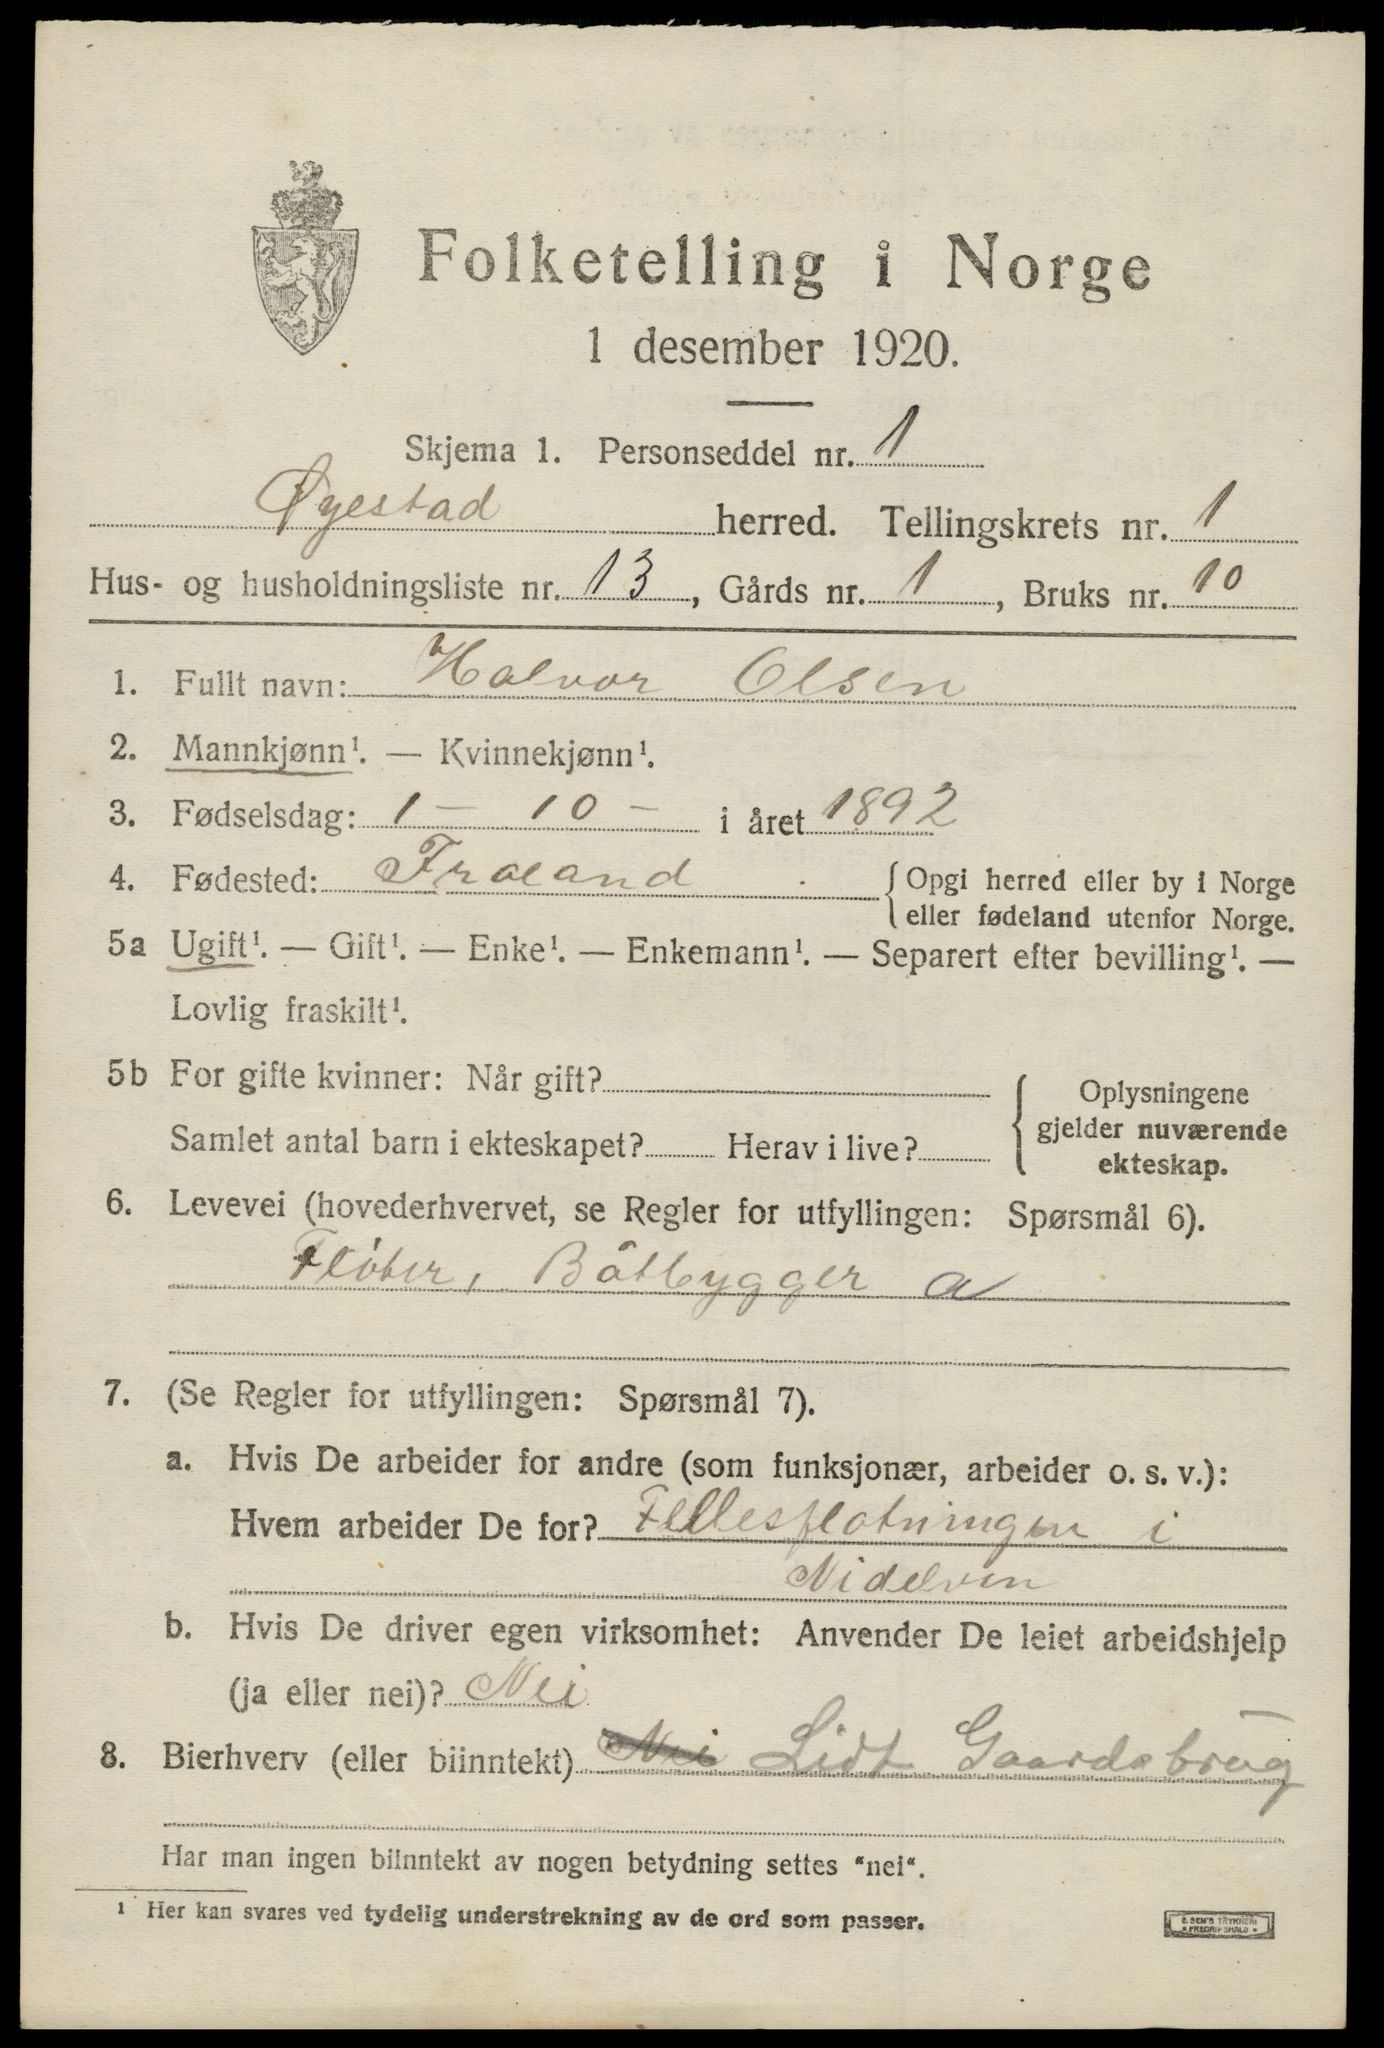 Folketelling i Norge
1 desember 1920.
Skjema 1. Personseddel nr. 1
Øyestad herred. Tellingskrets nr. 1
Hus- og husholdningsliste nr. 13, Gårds nr. 1, Bruks nr. 10
1. Fullt navn: Halvor Olsen
2. Mannkjønn¹. — Kvinnekjønn¹.
3. Fødselsdag: 1 — 10 — i året 1892
4. Fødested: Froland
{ Opgi herred eller by i Norge
eller fødeland utenfor Norge.
5a Ugift¹. — Gift¹. — Enke¹. — Enkemann¹. — Separert efter bevilling¹. —
Lovlig fraskilt¹.
5b For gifte kvinner: Når gift?
Samlet antal barn i ekteskapet? Herav i live?
{ Oplysningene
gjelder nuværende
ekteskap.
6. Levevei (hovederhvervet, se Regler for utfyllingen: Spørsmål 6).
Fløter, Båtbygger a
7. (Se Regler for utfyllingen: Spørsmål 7).
a. Hvis De arbeider for andre (som funksjonær, arbeider o. s. v.):
Hvem arbeider De for? Fellesfløtningen i
Nidelven
b. Hvis De driver egen virksomhet: Anvender De leiet arbeidshjelp
(ja eller nei)? Nei
8. Bierhverv (eller biinntekt) Nei Lidt Gaardsbrug
Har man ingen biinntekt av nogen betydning settes "nei".
1 Her kan svares ved tydelig understrekning av de ord som passer.
E. SEM'S TRYKKERI
• FREDRIKSHALD •